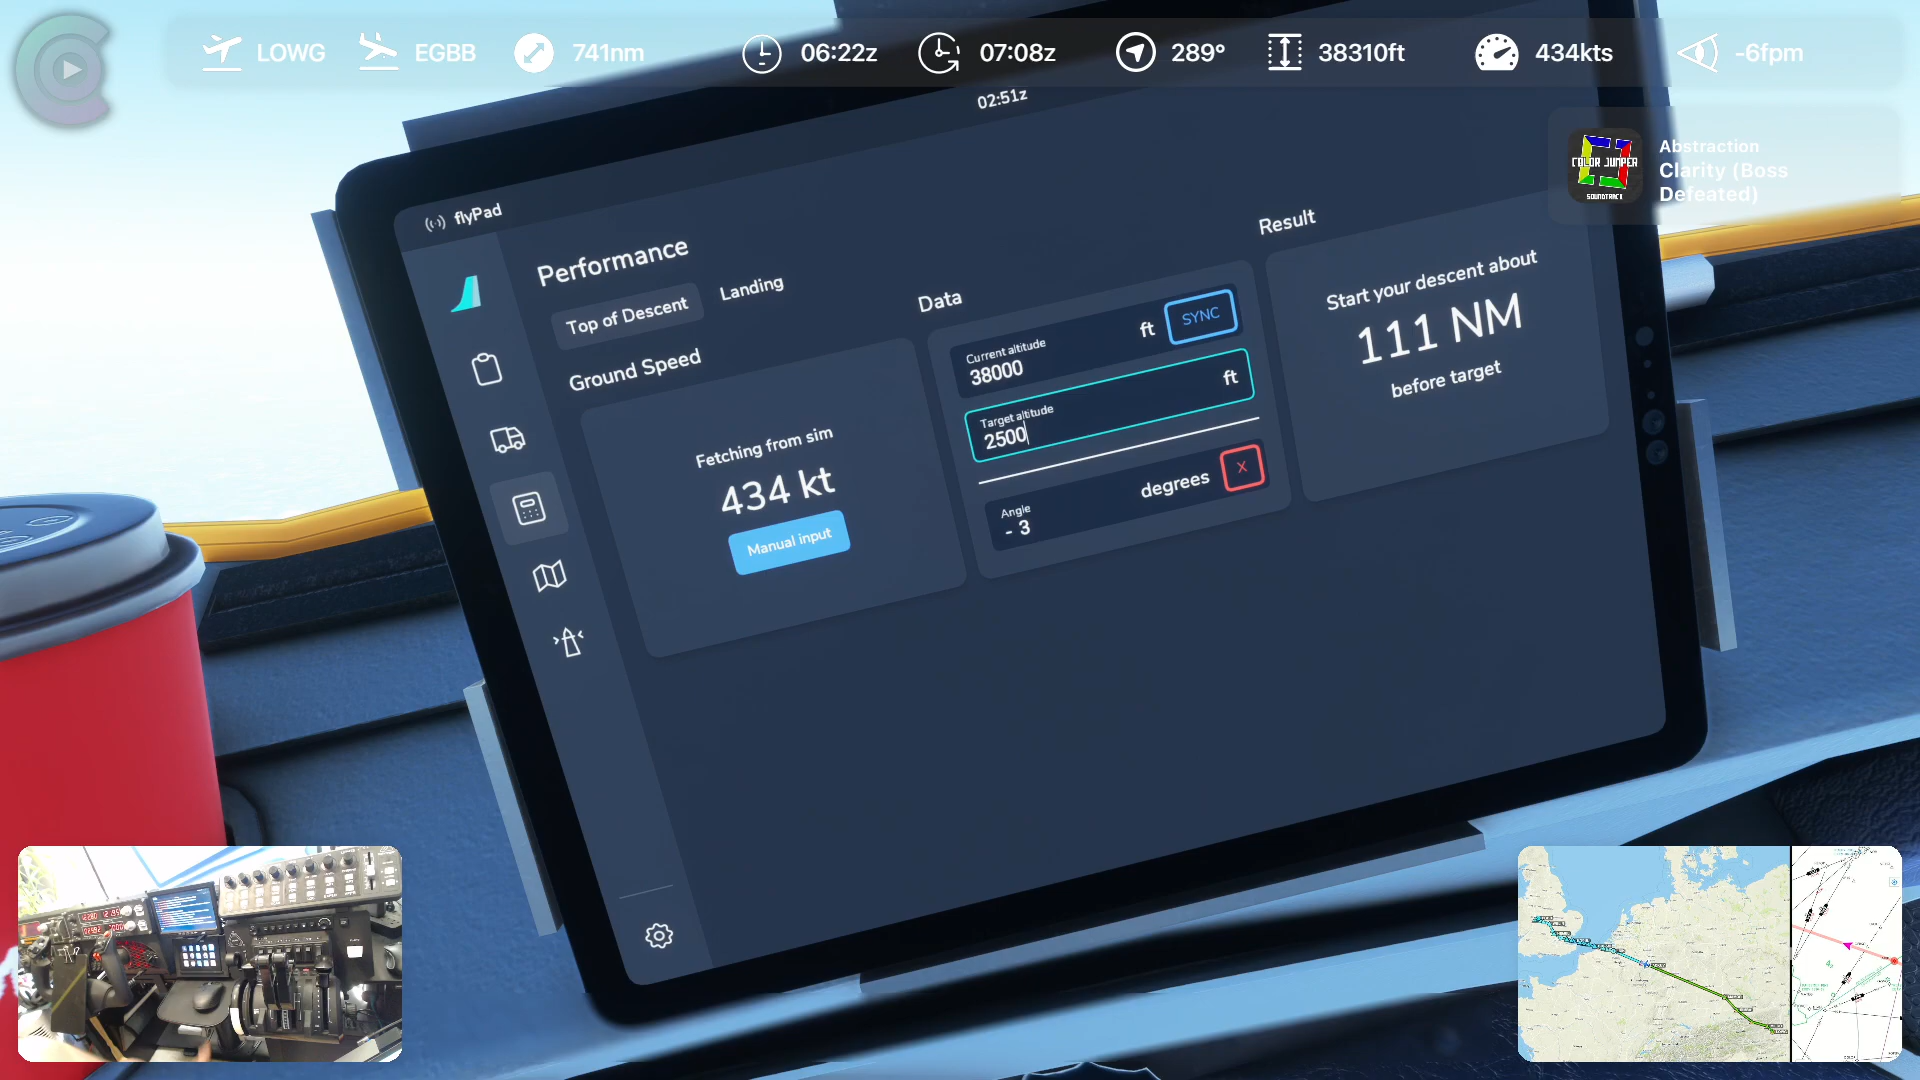 LOWG
EGBB
741nm
06:22z
07:08z
289°
38310ft
434kts
-6fpm
02:51z
flyPad
Abstraction
Clarity (Boss
Defeated)
COLOR JUMPER
SOUNDTRACK
Performance
Top of Descent
Landing
Ground Speed
Fetching from sim
434 kt
Manual input
Data
Current altitude
38000
ft
SYNC
Target altitude
2500
ft
Angle
- 3
degrees
X
Result
Start your descent about
111 NM
before target